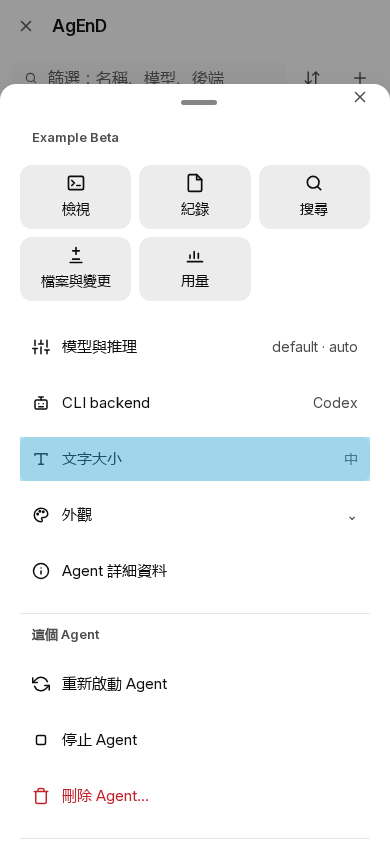 AgEnD
篩選：名稱、模型、後端
Example Beta
檢視
紀錄
搜尋
檔案與變更
用量
模型與推理
default · auto
CLI backend
Codex
文字大小
中
外觀
Agent 詳細資料
這個 Agent
重新啟動 Agent
停止 Agent
刪除 Agent...